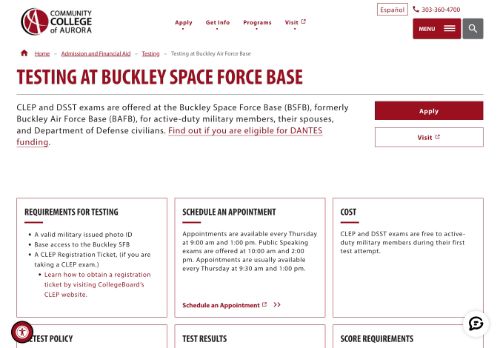 COMMUNITY
COLLEGE
of AURORA
Apply
Get Info
Programs
Visit
Español
303-360-4700
MENU
Home » Admission and Financial Aid » Testing » Testing at Buckley Air Force Base
TESTING AT BUCKLEY SPACE FORCE BASE
CLEP and DSST exams are offered at the Buckley Space Force Base (BSFB), formerly
Buckley Air Force Base (BAFB), for active-duty military members, their spouses,
and Department of Defense civilians. Find out if you are eligible for DANTES
funding.
Apply
Visit
REQUIREMENTS FOR TESTING
A valid military issued photo ID
Base access to the Buckley SFB
A CLEP Registration Ticket, (if you are
taking a CLEP exam.)
Learn how to obtain a registration
ticket by visiting CollegeBoard's
CLEP website.
SCHEDULE AN APPOINTMENT
Appointments are available every Thursday
at 9:00 am and 1:00 pm. Public Speaking
exams are offered at 10:00 am and 2:00
pm. Appointments are usually available
every Thursday at 9:30 am and 1:00 pm.
Schedule an Appointment
COST
CLEP and DSST exams are free to active-
duty military members during their first
test attempt.
RETEST POLICY
TEST RESULTS
SCORE REQUIREMENTS